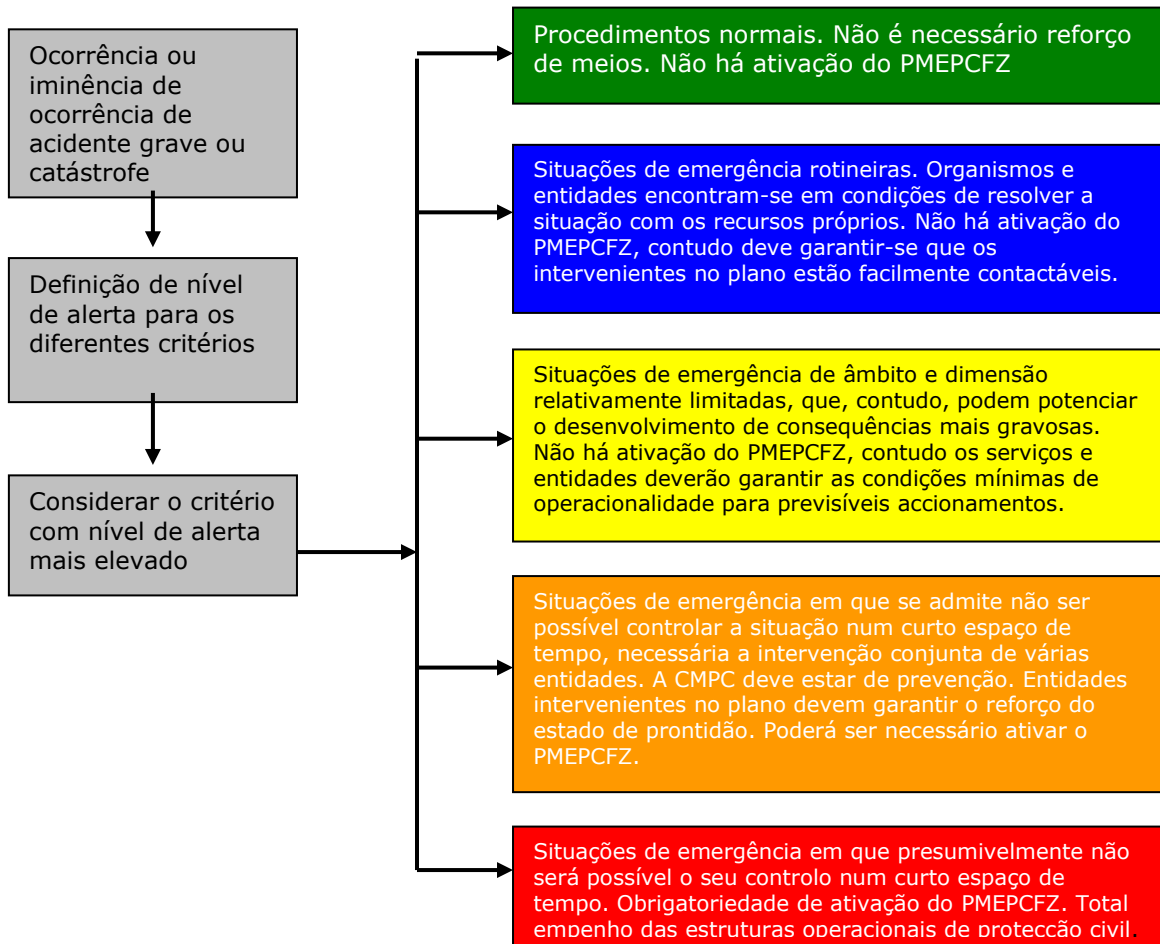 Ocorrência ou
iminência de
ocorrência de
acidente grave ou
catástrofe
Definição de nível
de alerta para os
diferentes critérios
Considerar o critério
com nível de alerta
mais elevado
Procedimentos normais. Não é necessário reforço
de meios. Não há ativação do PMEPCFZ
Situações de emergência rotineiras. Organismos e
entidades encontram-se em condições de resolver a
situação com os recursos próprios. Não há ativação do
PMEPCFZ, contudo deve garantir-se que os
intervenientes no plano estão facilmente contactáveis.
Situações de emergência de âmbito e dimensão
relativamente limitadas, que, contudo, podem potenciar
o desenvolvimento de consequências mais gravosas.
Não há ativação do PMEPCFZ, contudo os serviços e
entidades deverão garantir as condições mínimas de
operacionalidade para previsíveis accionamentos.
Situações de emergência em que se admite não ser
possível controlar a situação num curto espaço de
tempo, necessária a intervenção conjunta de várias
entidades. A CMPC deve estar de prevenção. Entidades
intervenientes no plano devem garantir o reforço do
estado de prontidão. Poderá ser necessário ativar o
PMEPCFZ.
Situações de emergência em que presumivelmente não
será possível o seu controlo num curto espaço de
tempo. Obrigatoriedade de ativação do PMEPCFZ. Total
empenho das estruturas operacionais de protecção civil.